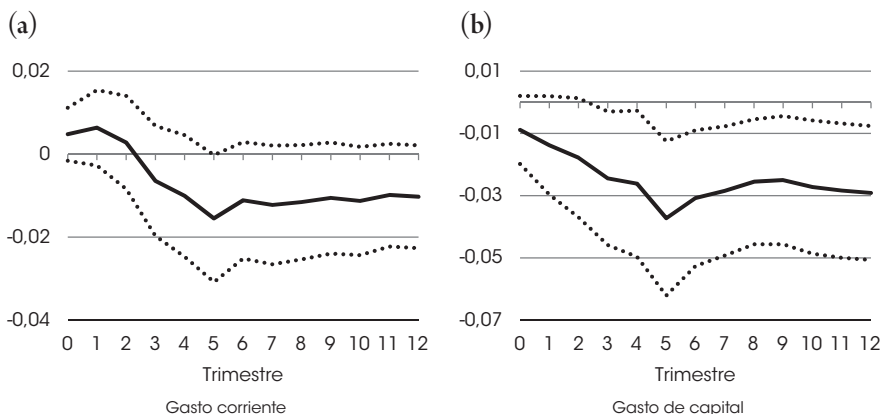 (a)
0,02
0
-0,02
-0,04
0 1 2 3 4 5 6 7 8 9 10 11 12
Trimestre
Gasto corriente
(b)
0,01
-0,01
-0,03
-0,05
-0,07
0 1 2 3 4 5 6 7 8 9 10 11 12
Trimestre
Gasto de capital